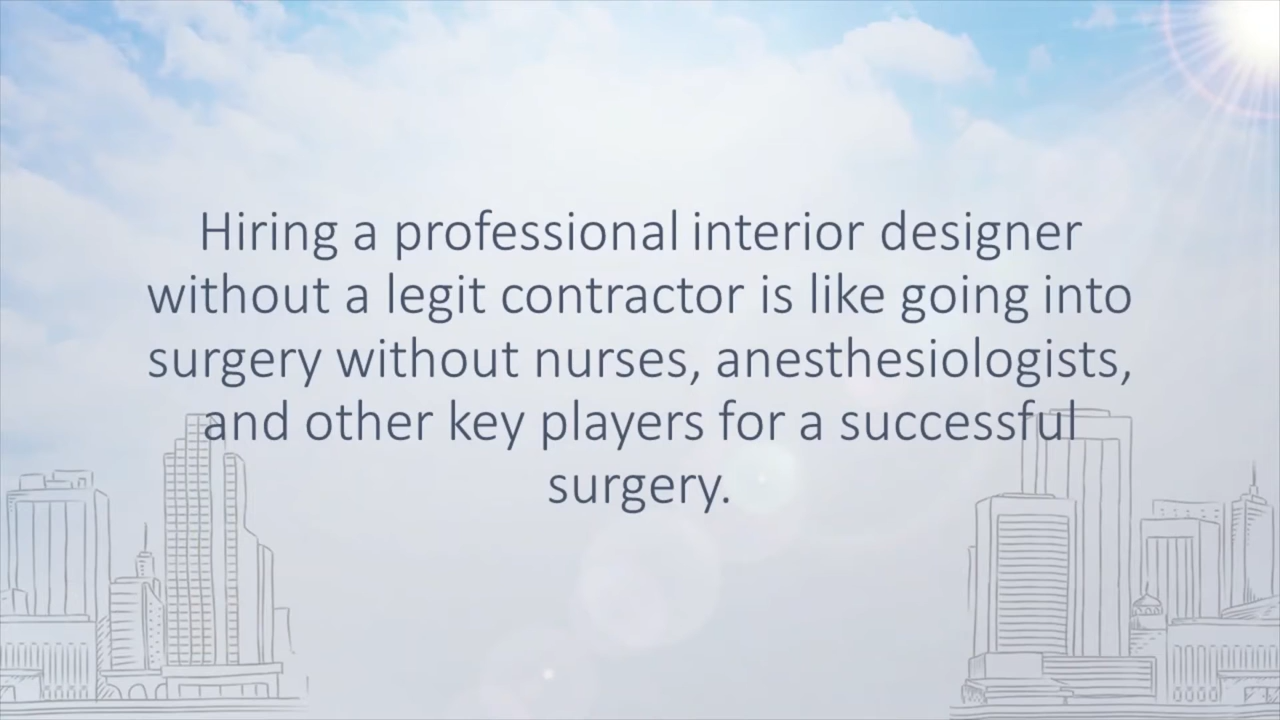 Hiring a professional interior designer
without a legit contractor is like going into
surgery without nurses, anesthesiologists,
and other key players for a successful
surgery.